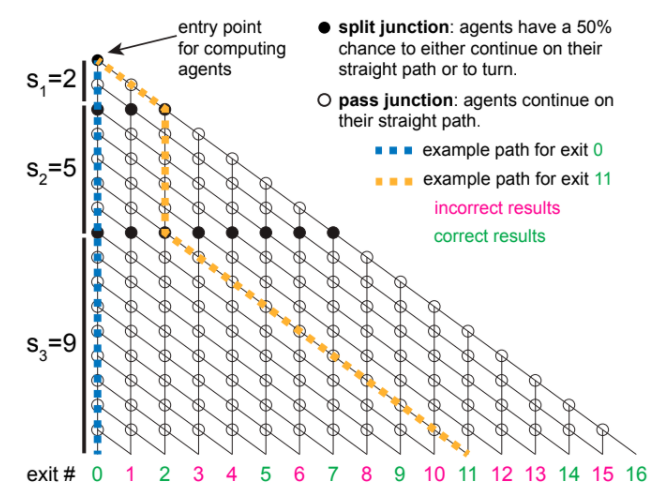 entry point
for computing
agents
split junction: agents have a 50%
chance to either continue on their
straight path or to turn.
pass junction: agents continue on
their straight path.
example path for exit 0
example path for exit 11
incorrect results
correct results
s1=2
s2=5
s3=9
exit # 0 1 2 3 4 5 6 7 8 9 10 11 12 13 14 15 16